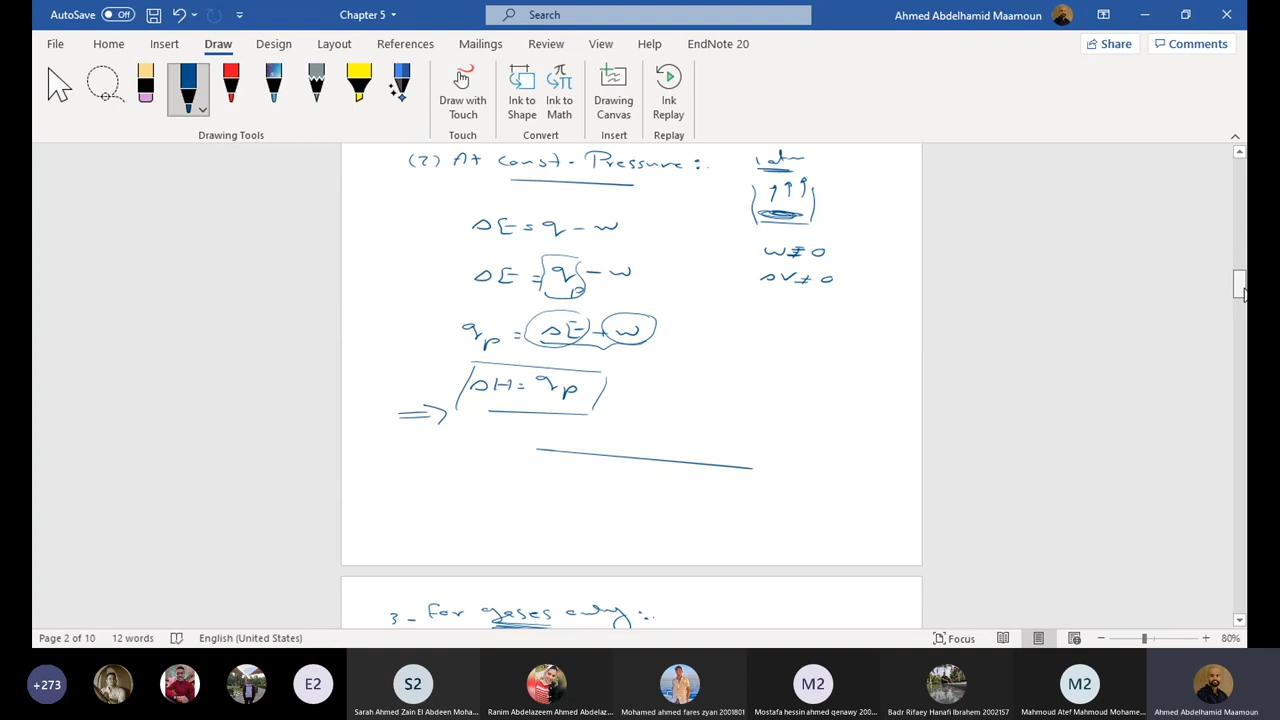 AutoSave Off Chapter 5 Search Ahmed Abdelhamid Maamoun
File Home Insert Draw Design Layout References Mailings Review View Help EndNote 20 Share Comments
Draw with Touch Ink to Shape Ink to Math Drawing Canvas Ink Replay
Drawing Tools Touch Convert Insert Replay
(2) At const. Pressure:. 1 atm
ΔE = q - w
w ≠ 0
ΔE = qp - w ΔV ≠ 0
qp = ΔE + w
⇒ ΔH = qp
3 - For gases only:.
Page 2 of 10 12 words English (United States) Focus 80%
+273 E2 S2 M2 M2
Sarah Ahmed Zain El Abdeen Moha... Ranim Abdelazeem Ahmed Abdelaz... Mohamed ahmed fares zyan 2001801 Mostafa hessin ahmed qenawy 200... Badr Rifaey Hanafi Ibrahem 2002157 Mahmoud Atef Mahmoud Mohame... Ahmed Abdelhamid Maamoun